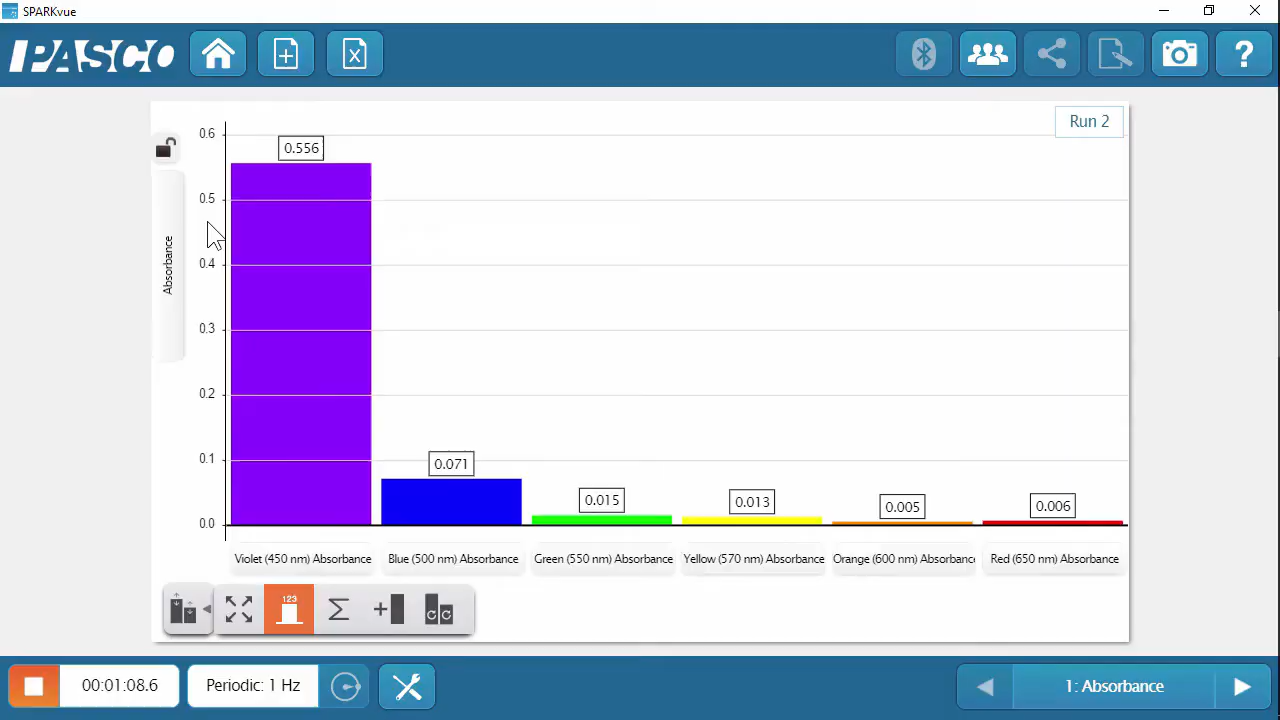 SPARKvue
PASCO
Run 2
Absorbance
0.6
0.5
0.4
0.3
0.2
0.1
0.0
0.556
0.071
0.015
0.013
0.005
0.006
Violet (450 nm) Absorbance
Blue (500 nm) Absorbance
Green (550 nm) Absorbance
Yellow (570 nm) Absorbance
Orange (600 nm) Absorbance
Red (650 nm) Absorbance
123
00:01:08.6
Periodic: 1 Hz
1: Absorbance